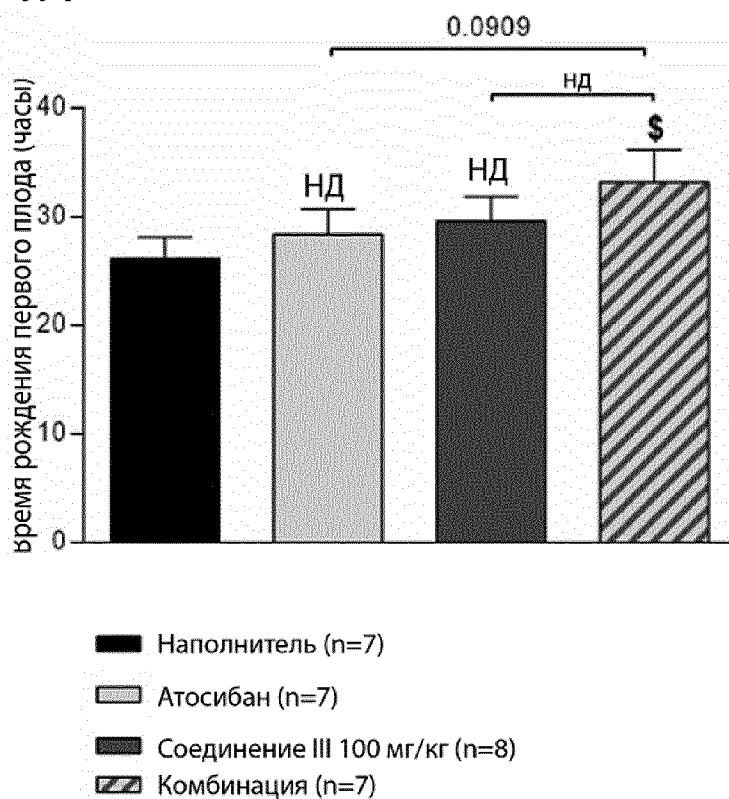 0.0909
нд
$
НД
НД
Время рождения первого плода (часы)
40
30
20
10
0
Наполнитель (n=7)
Атосибан (n=7)
Соединение III 100 мг/кг (n=8)
Комбинация (n=7)